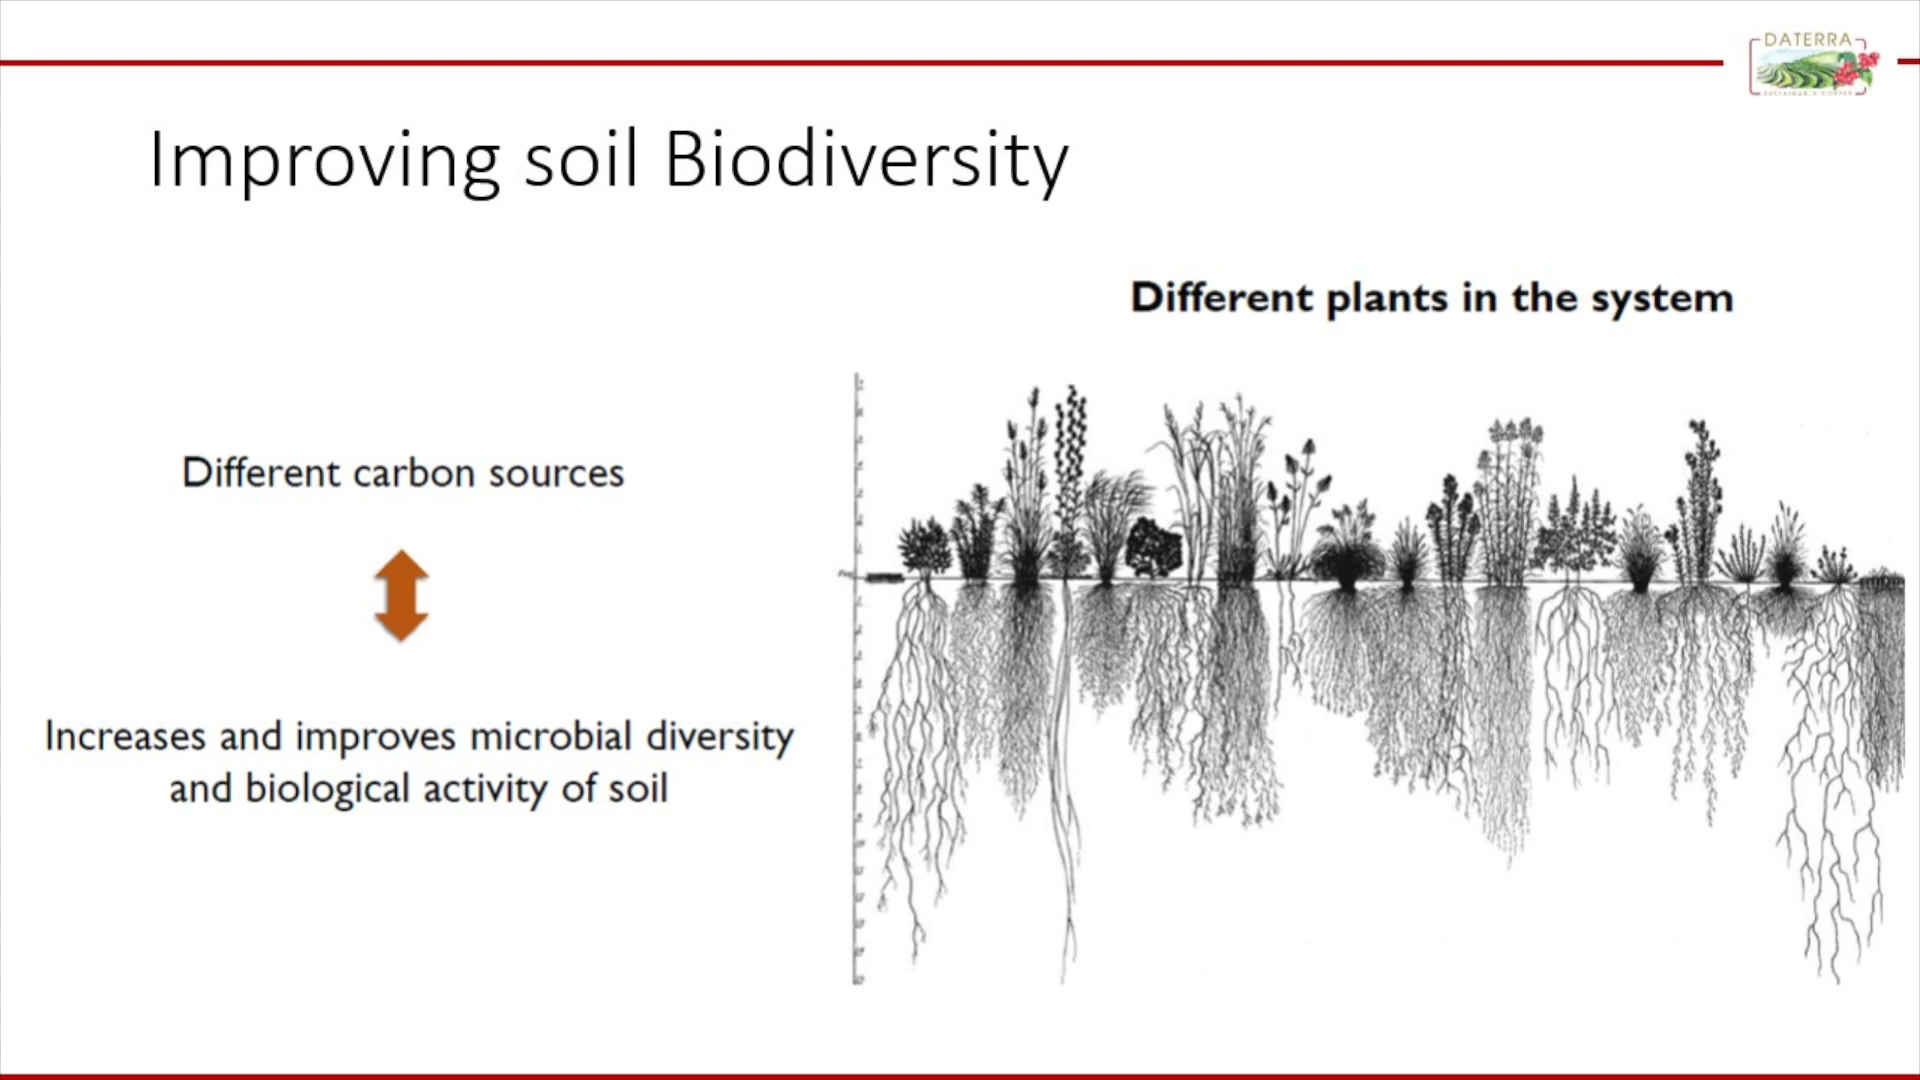 DATERRA
Improving soil Biodiversity
Different plants in the system
Different carbon sources
Increases and improves microbial diversity
and biological activity of soil